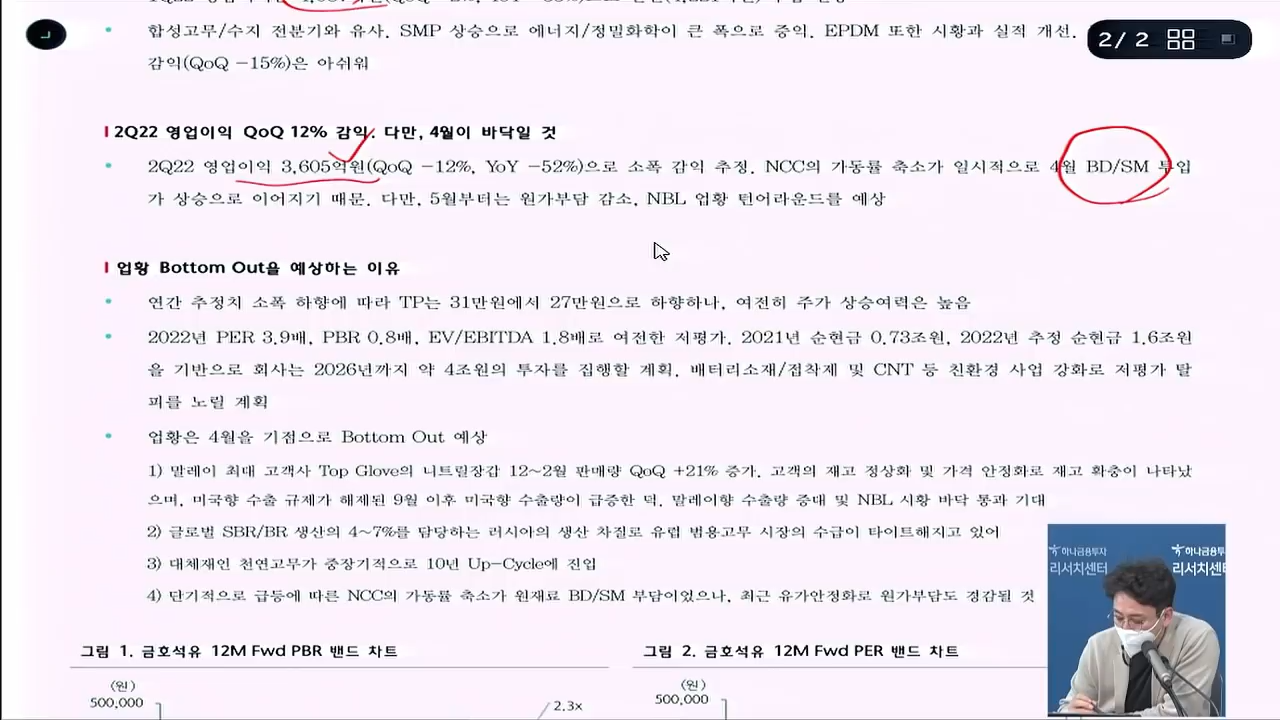 합성고무/수지 전분기와 유사. SMP 상승으로 에너지/정밀화학이 큰 폭으로 증익. EPDM 또한 시황과 실적 개선.
2/ 2
감익(QoQ -15%)은 아쉬워
2Q22 영업이익 QoQ 12% 감익. 다만, 4월이 바닥일 것
2Q22 영업이익 3,605억원(QoQ -12%, YoY -52%)으로 소폭 감익 추정. NCC의 가동률 축소가 일시적으로 4월 BD/SM 투입
가 상승으로 이어지기 때문. 다만, 5월부터는 원가부담 감소, NBL 업황 턴어라운드를 예상
업황 Bottom Out을 예상하는 이유
연간 추정치 소폭 하향에 따라 TP는 31만원에서 27만원으로 하향하나, 여전히 주가 상승여력은 높음
2022년 PER 3.9배, PBR 0.8배, EV/EBITDA 1.8배로 여전한 저평가. 2021년 순현금 0.73조원, 2022년 추정 순현금 1.6조원
을 기반으로 회사는 2026년까지 약 4조원의 투자를 집행할 계획. 배터리소재/접착제 및 CNT 등 친환경 사업 강화로 저평가 탈
피를 노릴 계획
업황은 4월을 기점으로 Bottom Out 예상
1) 말레이 최대 고객사 Top Glove의 니트릴장갑 12~2월 판매량 QoQ +21% 증가. 고객의 재고 정상화 및 가격 안정화로 재고 확충이 나타났
으며, 미국향 수출 규제가 해제된 9월 이후 미국향 수출량이 급증한 덕. 말레이향 수출량 증대 및 NBL 시황 바닥 통과 기대
2) 글로벌 SBR/BR 생산의 4~7%를 담당하는 러시아의 생산 차질로 유럽 범용고무 시장의 수급이 타이트해지고 있어
3) 대체재인 천연고무가 중장기적으로 10년 Up-Cycle에 진입
4) 단기적으로 급등에 따른 NCC의 가동률 축소가 원재료 BD/SM 부담이었으나, 최근 유가안정화로 원가부담도 경감될 것
하나금융투자 하나금융투
리서치센터 리서치센터
그림 1. 금호석유 12M Fwd PBR 밴드 차트
그림 2. 금호석유 12M Fwd PER 밴드 차트
(원)
500,000
2.3x
(원)
500,000